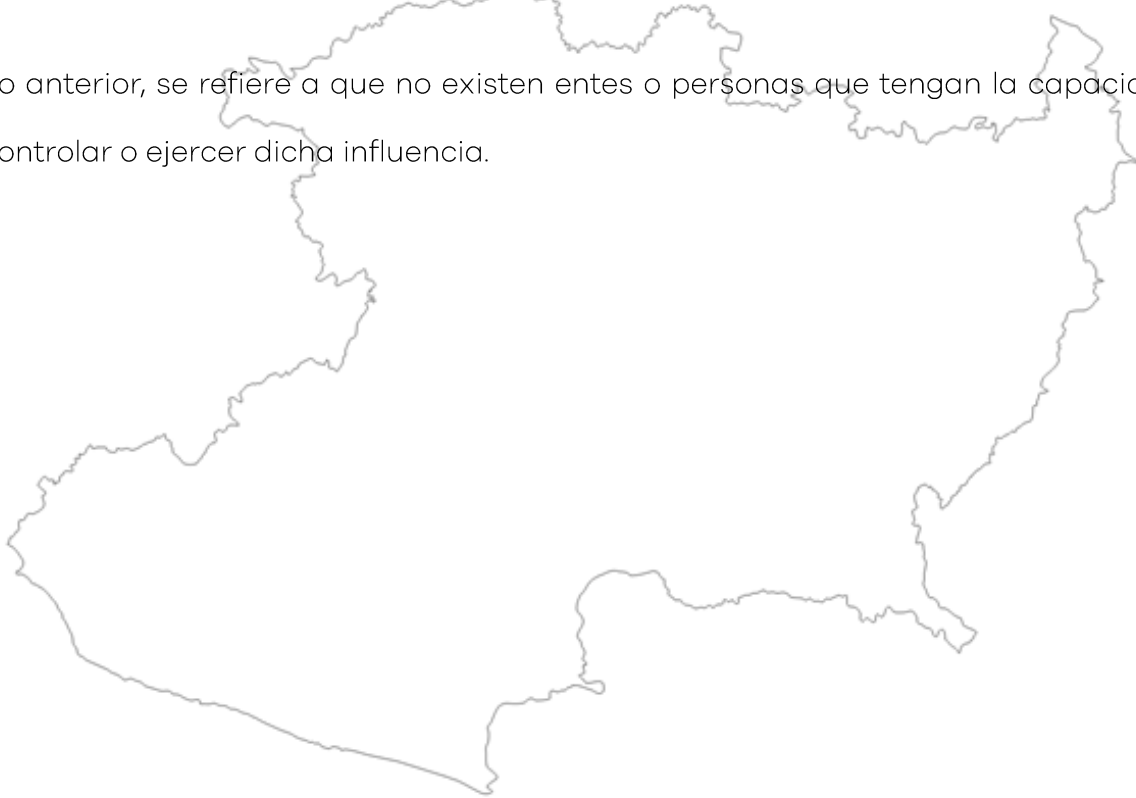 o anterior, se refiere a que no existen entes o personas que tengan la capacid
ontrolar o ejercer dicha influencia.